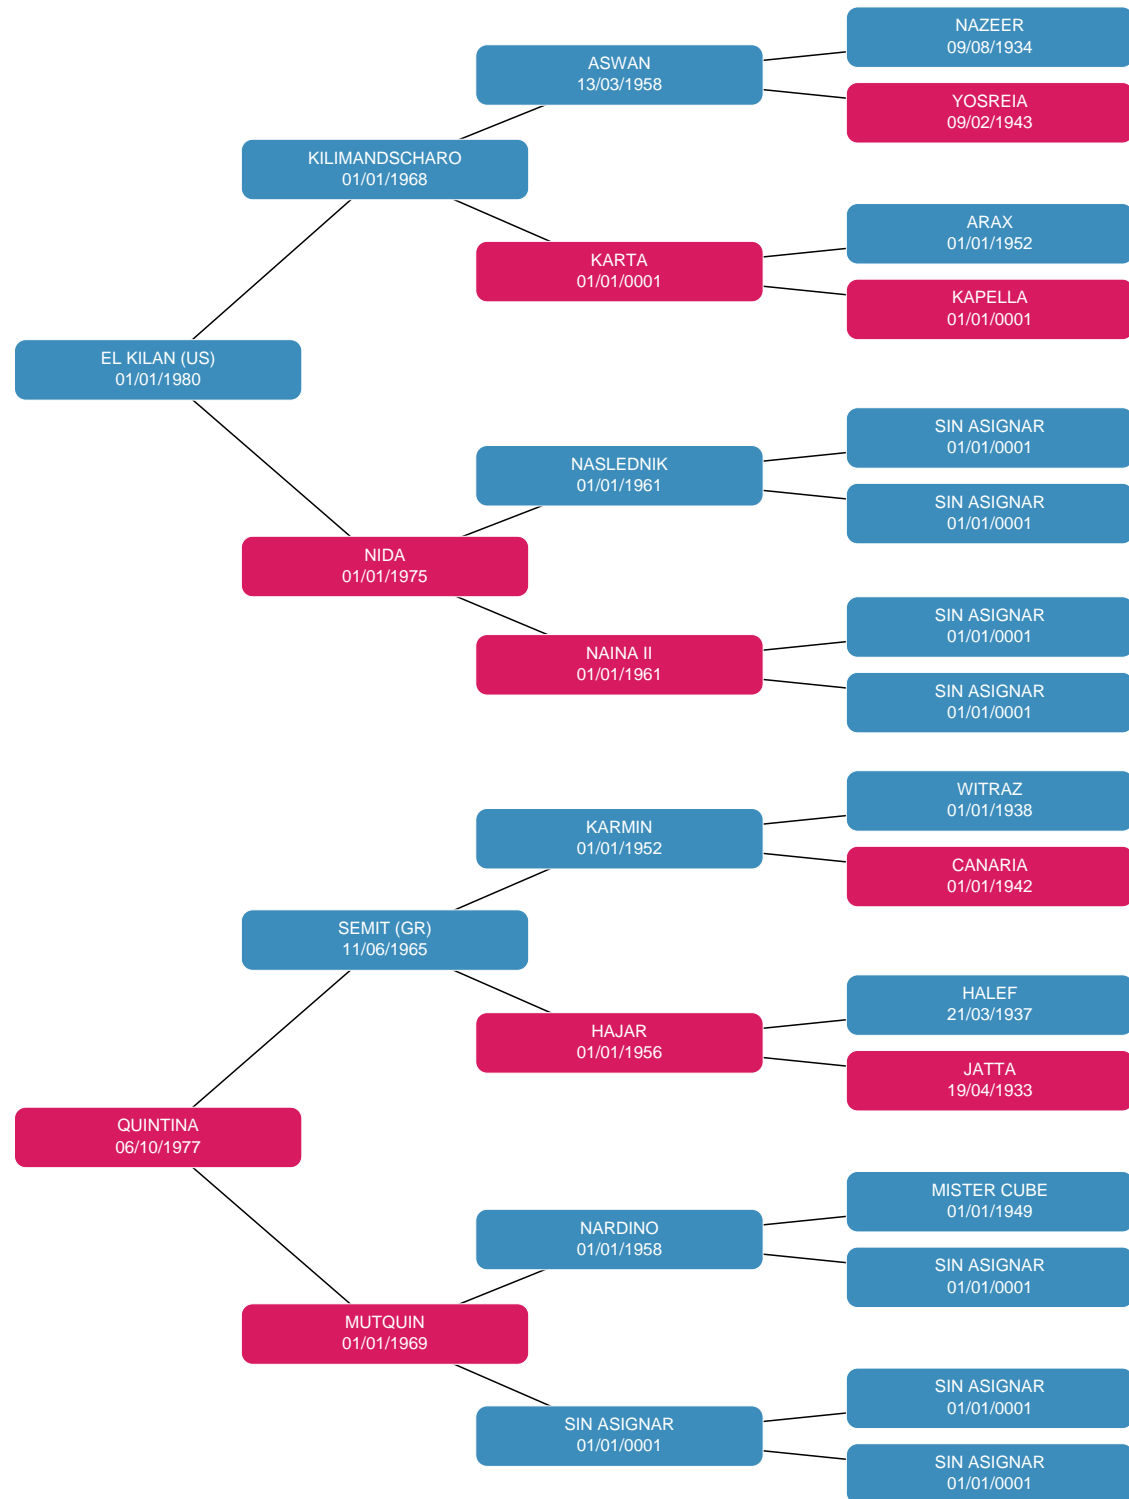 NAZEER
09/08/1934
ASWAN
13/03/1958
YOSREIA
09/02/1943
KILIMANDSCHARO
01/01/1968
ARAX
01/01/1952
KARTA
01/01/0001
KAPELLA
01/01/0001
EL KILAN (US)
01/01/1980
SIN ASIGNAR
01/01/0001
NASLEDNIK
01/01/1961
SIN ASIGNAR
01/01/0001
NIDA
01/01/1975
SIN ASIGNAR
01/01/0001
NAINA II
01/01/1961
SIN ASIGNAR
01/01/0001
WITRAZ
01/01/1938
KARMIN
01/01/1952
CANARIA
01/01/1942
SEMIT (GR)
11/06/1965
HALEF
21/03/1937
HAJAR
01/01/1956
JATTA
19/04/1933
QUINTINA
06/10/1977
MISTER CUBE
01/01/1949
NARDINO
01/01/1958
SIN ASIGNAR
01/01/0001
MUTQUIN
01/01/1969
SIN ASIGNAR
01/01/0001
SIN ASIGNAR
01/01/0001
SIN ASIGNAR
01/01/0001